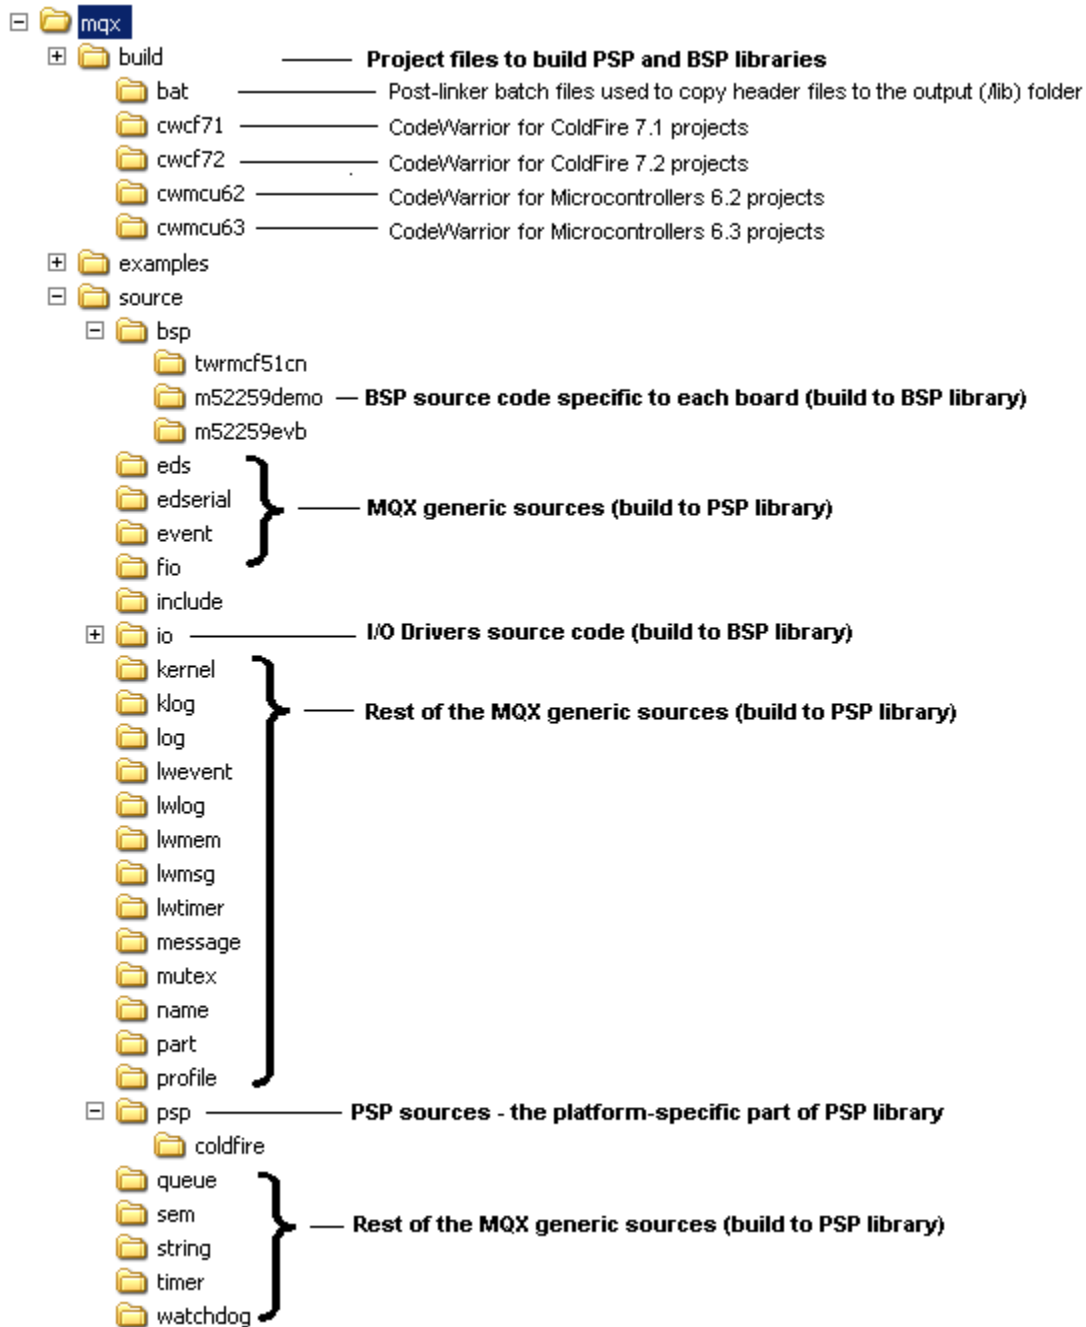 mqx
build Project files to build PSP and BSP libraries
bat Post-linker batch files used to copy header files to the output (/lib) folder
cwcf71 CodeWarrior for ColdFire 7.1 projects
cwcf72 CodeWarrior for ColdFire 7.2 projects
cwmcu62 CodeWarrior for Microcontrollers 6.2 projects
cwmcu63 CodeWarrior for Microcontrollers 6.3 projects
examples
source
bsp
twrmcf51cn
m52259demo BSP source code specific to each board (build to BSP library)
m52259evb
eds
edserial MQX generic sources (build to PSP library)
event
fio
include
io I/O Drivers source code (build to BSP library)
kernel
klog Rest of the MQX generic sources (build to PSP library)
log
lwevent
lwlog
lwmem
lwmsg
lwtimer
message
mutex
name
part
profile
psp PSP sources - the platform-specific part of PSP library
coldfire
queue
sem Rest of the MQX generic sources (build to PSP library)
string
timer
watchdog